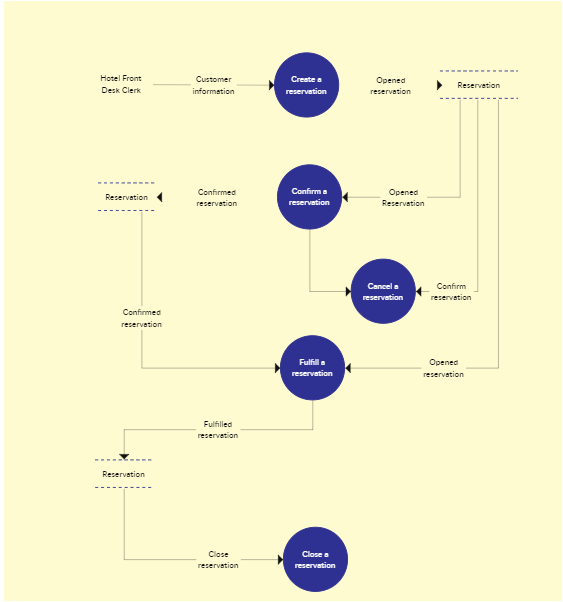 Hotel Front
Desk Clerk
Customer
information
Create a
reservation
Opened
reservation
Reservation
Reservation
Confirmed
reservation
Confirm a
reservation
Opened
Reservation
Cancel a
reservation
Confirm
reservation
Confirmed
reservation
Fulfill a
reservation
Opened
reservation
Fulfilled
reservation
Reservation
Close
reservation
Close a
reservation